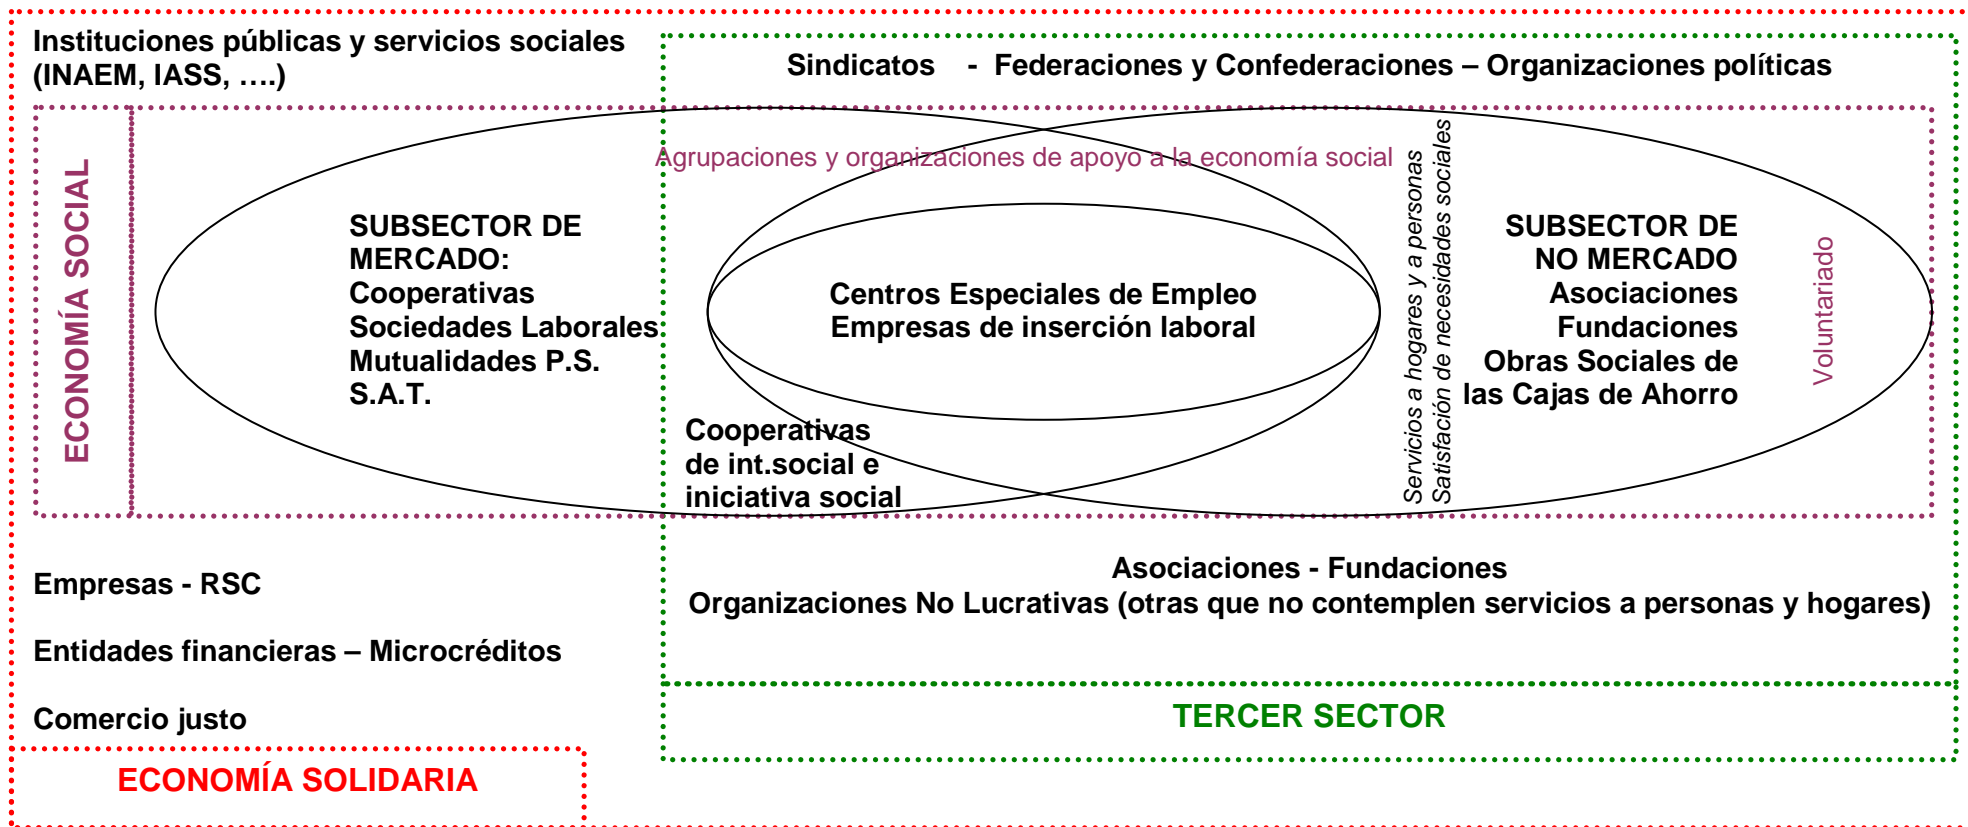 Instituciones públicas y servicios sociales
(INAEM, IASS, ….)
Sindicatos - Federaciones y Confederaciones – Organizaciones políticas
ECONOMÍA SOCIAL
Agrupaciones y organizaciones de apoyo a la economía social
SUBSECTOR DE
MERCADO:
Cooperativas
Sociedades Laborales
Mutualidades P.S.
S.A.T.
Centros Especiales de Empleo
Empresas de inserción laboral
Cooperativas
de int.social e
iniciativa social
Servicios a hogares y a personas
Satisfación de necesidades sociales
SUBSECTOR DE
NO MERCADO
Asociaciones
Fundaciones
Obras Sociales de
las Cajas de Ahorro
Voluntariado
Empresas - RSC
Entidades financieras – Microcréditos
Comercio justo
Asociaciones - Fundaciones
Organizaciones No Lucrativas (otras que no contemplen servicios a personas y hogares)
TERCER SECTOR
ECONOMÍA SOLIDARIA